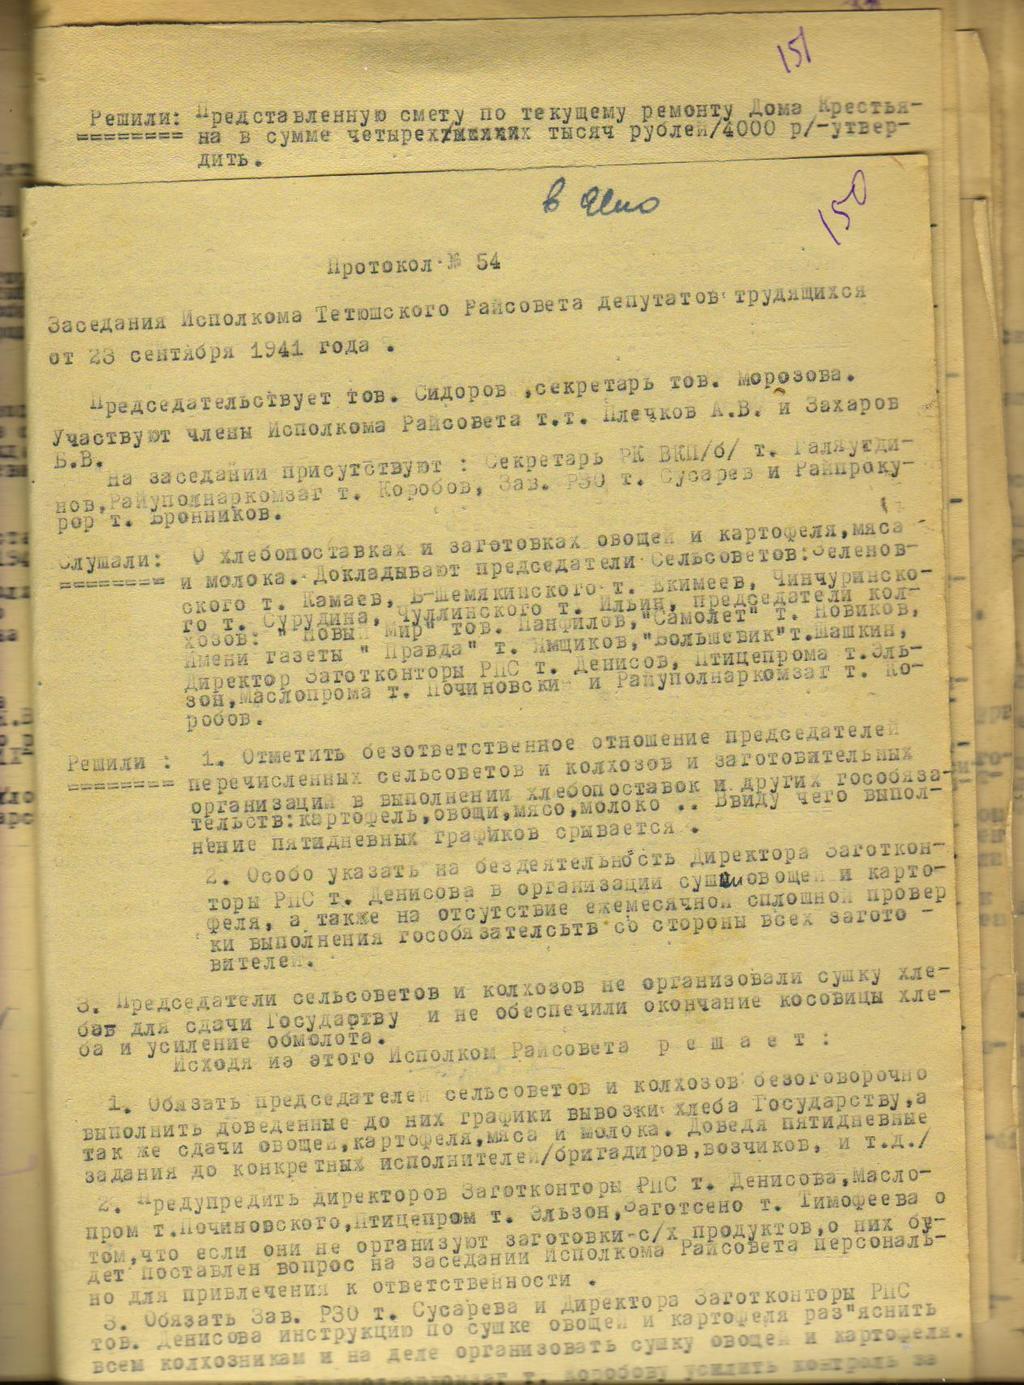 151
Решили: Представленную смету по текущему ремонту Дома Крестья-
======== на в сумме четырех тысяч рублей/4000 р/-утвер-
дить.
в дело
150
Протокол № 54
Заседания Исполкома Тетюшского Райсовета депутатов трудящихся
от 23 сентября 1941 года .
Председательствует тов. Сидоров ,секретарь тов. Морозова.
Участвуют члены Исполкома Райсовета т.т. Плечков А.В. и Захаров
Б.В.
На заседании присутствуют : Секретарь РК ВКП/б/ т. Галяутди-
нов,Райуполнаркомзаг т. Коробов, Зав. РЗО т. Сусарев и Райпроку-
рор т. Бронников.
Слушали: О хлебопоставках и заготовках овощей и картофеля,мяса
======== и молока. Докладывают председатели Сельсоветов:Зеленов-
ского т. Камаев, Б-Шемякинского т. Екимеев, Чинчуринско-
го т. Сурудина, Чуллинского т. Ильин, председатели кол-
хозов: " Новый Мир" тов. Панфилов,"Самолет" т. Новиков,
Имени газеты " Правда" т. Ямщиков,"Большевик"т.Шашкин,
Директор Заготконторы РПС т. Денисов, Птицепрома т.Эль-
зон,Маслопрома т. Починовский и Райуполнаркомзаг т. Ко-
робов.
Решили : 1. Отметить безответственное отношение председателей
======== перечисленных сельсоветов и колхозов и заготовительных
организаций в выполнении хлебопоставок и других гособяза-
тельств:картофель,овощи,мясо,молоко .. Ввиду чего выпол-
нение пятидневных графиков срывается .
2. Особо указать на бездеятельность Директора Заготкон-
торы РПС т. Денисова в организации сушки овощей и карто-
феля, а также на отсутствие ежемесячной сплошной провер
ки выполнения гособязателсьтв со стороны всех загото -
вителей.
3. Председатели сельсоветов и колхозов не организовали сушку хле-
бав для сдачи Государтву и не обеспечили окончание косовицы хле-
ба и усиление обмолота.
Исходя из этого Исполком Райсовета р е ш а е т :
1. Обязать председателей сельсоветов и колхозов безоговорочно
выполнить доведенные до них графики вывозки хлеба Государству,а
так же сдачи овощей,картофеля,мяса и молока. Доведя пятидневные
задания до конкретных исполнителей/бригадиров,возчиков, и т.д./
2. Предупредить директоров Заготконторы РПС т. Денисова,Масло-
пром т.Починовского,Птицепром т. Эльзон,Заготсено т. Тимофеева о
том,что если они не организуют заготовки с/х продуктов,о них бу-
дет поставлен вопрос на заседании Исполкома Райсовета персональ-
но для привлечения к ответственности .
3. Обязать Зав. РЗО т. Сусарева и Директора Заготконторы РПС
тов. Денисова инструкцию по сушке овощей и картофеля раз"яснить
всем колхозникам и на деле организовать сушку овощей и картофеля.
т. Коробову усилить контроль за